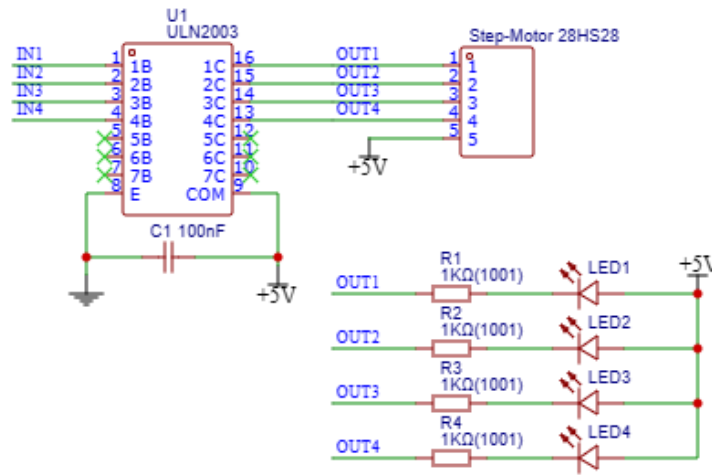 U1
ULN2003
Step-Motor 28HS28
IN1 1 1B 1C 16 OUT1 1 1
IN2 2 2B 2C 15 OUT2 2 2
IN3 3 3B 3C 14 OUT3 3 3
IN4 4 4B 4C 13 OUT4 4 4
5 5B 5C 12 5 5
6 6B 6C 11 +5V
7 7B 7C 10
8 E COM 9
C1 100nF
+5V
+5V
R1
OUT1 1KΩ(1001) LED1
R2
OUT2 1KΩ(1001) LED2
R3
OUT3 1KΩ(1001) LED3
R4
OUT4 1KΩ(1001) LED4